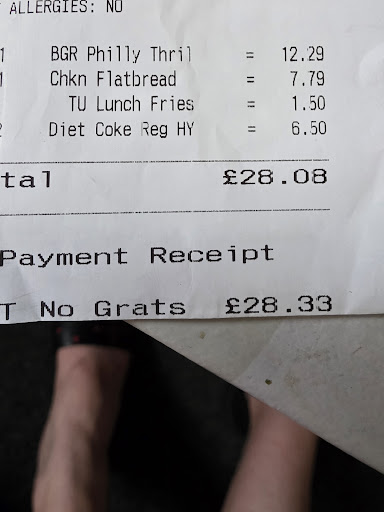 ALLERGIES: NO
1 BGR Philly Thril = 12.29
1 Chkn Flatbread = 7.79
TU Lunch Fries = 1.50
2 Diet Coke Reg HY = 6.50
tal £28.08
Payment Receipt
T No Grats £28.33